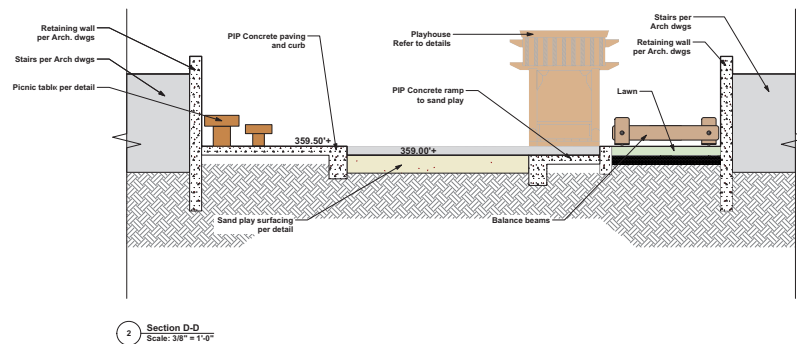 Retaining wall
per Arch. dwgs
Stairs per Arch dwgs
Picnic table per detail
PIP Concrete paving
and curb
Playhouse
Refer to details
PIP Concrete ramp
to sand play
Stairs per
Arch dwgs
Retaining wall
per Arch. dwgs
Lawn
359.50'+
359.00'+
Sand play surfacing
per detail
Balance beams
2
Section D-D
Scale: 3/8" = 1'-0"